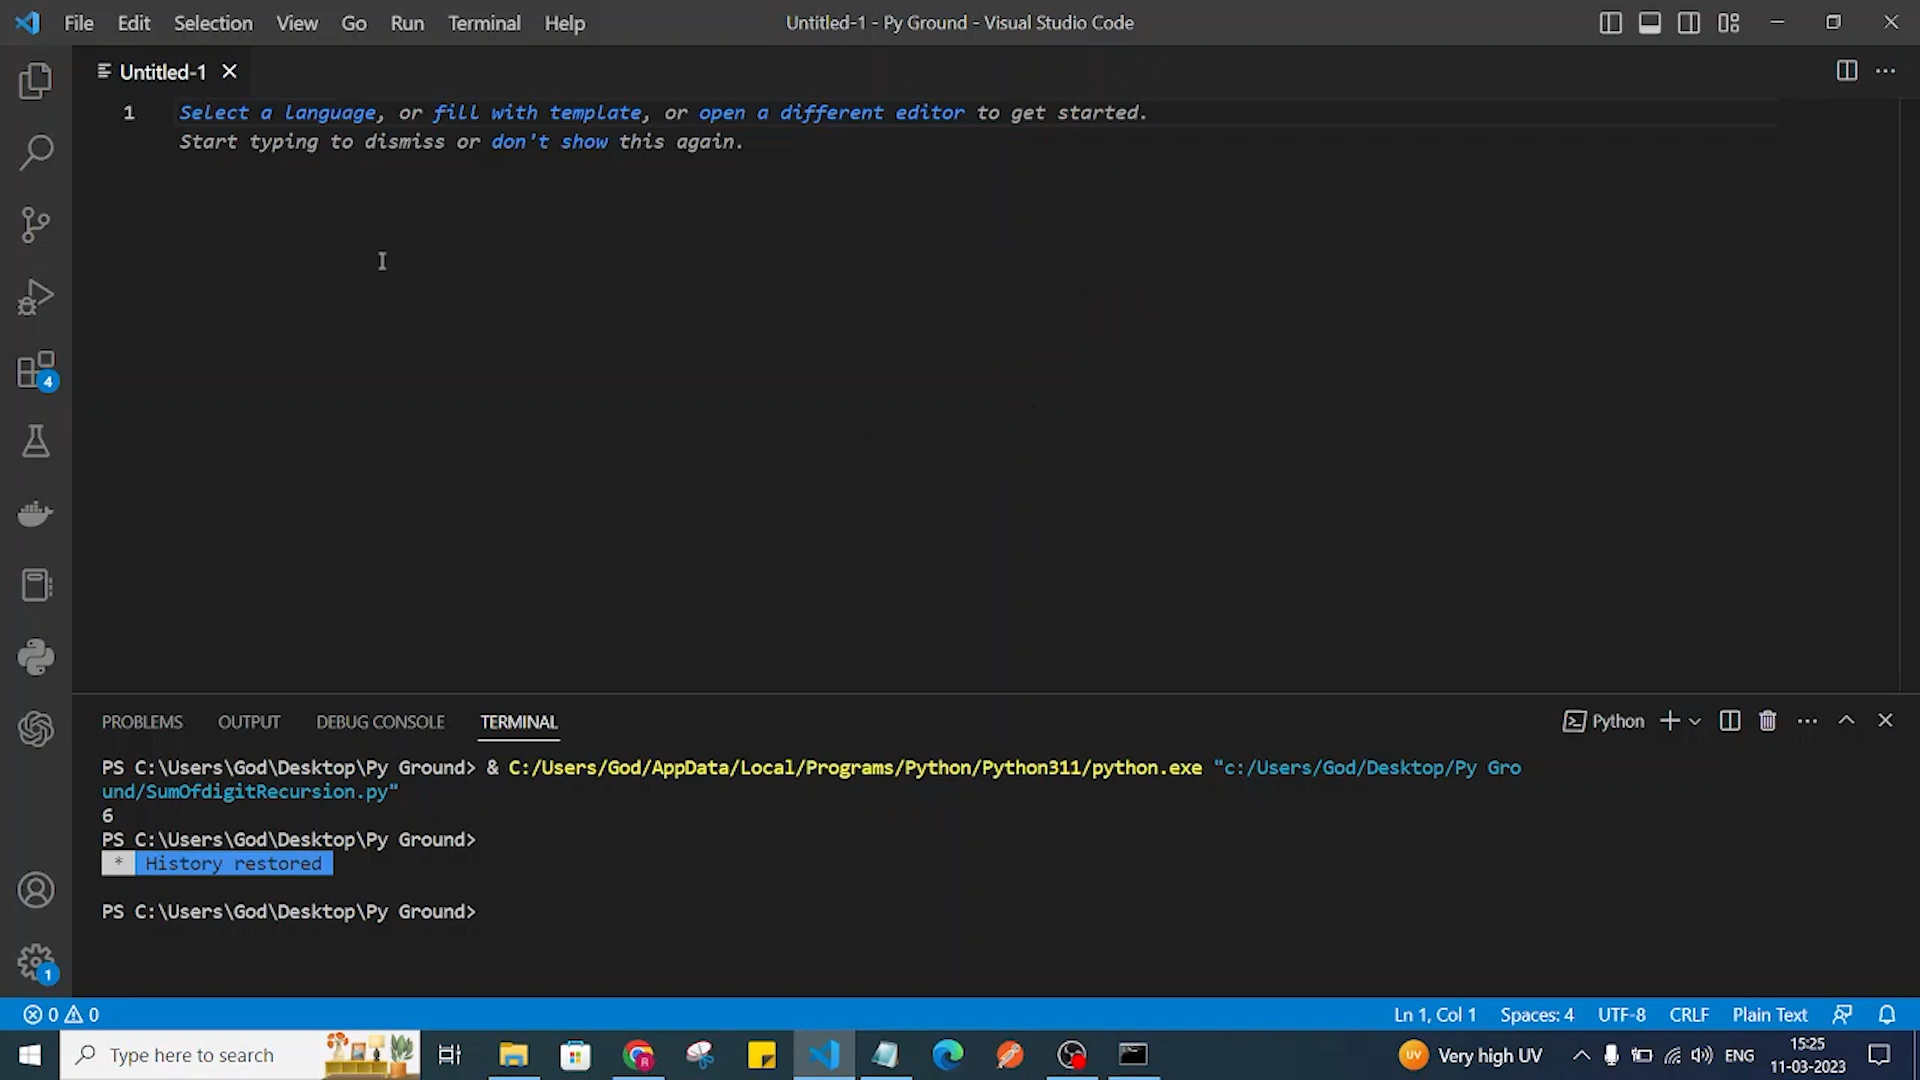 File Edit Selection View Go Run Terminal Help
Untitled-1 - Py Ground - Visual Studio Code
Untitled-1
1 Select a language, or fill with template, or open a different editor to get started.
Start typing to dismiss or don't show this again.
4
PROBLEMS OUTPUT DEBUG CONSOLE TERMINAL
Python
PS C:\Users\God\Desktop\Py Ground> & C:/Users/God/AppData/Local/Programs/Python/Python311/python.exe "c:/Users/God/Desktop/Py Gro
und/SumOfdigitRecursion.py"
6
PS C:\Users\God\Desktop\Py Ground>
* History restored
PS C:\Users\God\Desktop\Py Ground>
1
0 0
Ln 1, Col 1 Spaces: 4 UTF-8 CRLF Plain Text
Type here to search
UV Very high UV
ENG
15:25
11-03-2023